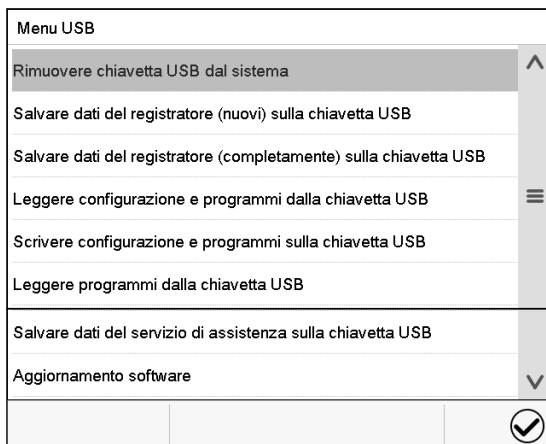 Menu USB
Rimuovere chiavetta USB dal sistema
Salvare dati del registratore (nuovi) sulla chiavetta USB
Salvare dati del registratore (completamente) sulla chiavetta USB
Leggere configurazione e programmi dalla chiavetta USB
Scrivere configurazione e programmi sulla chiavetta USB
Leggere programmi dalla chiavetta USB
Salvare dati del servizio di assistenza sulla chiavetta USB
Aggiornamento software